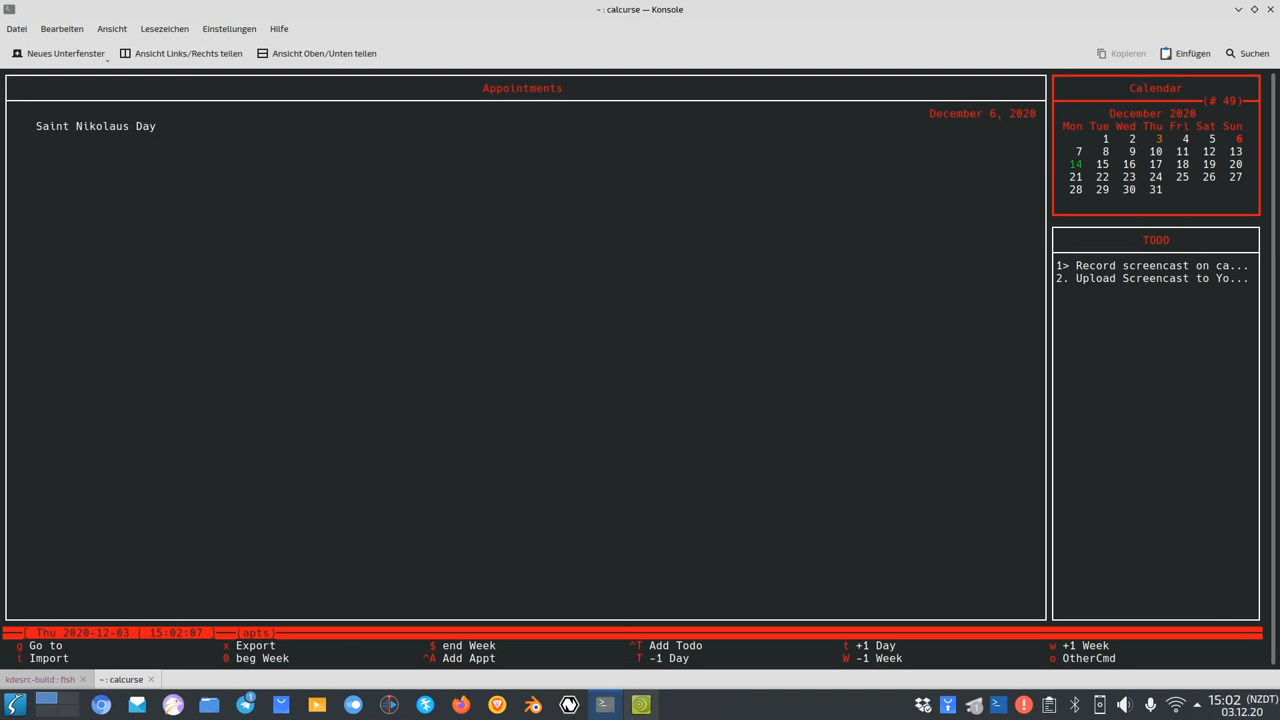 ~ : calcurse — Konsole
Datei Bearbeiten Ansicht Lesezeichen Einstellungen Hilfe
Neues Unterfenster Ansicht Links/Rechts teilen Ansicht Oben/Unten teilen Kopieren Einfügen Suchen
Appointments
December 6, 2020
Saint Nikolaus Day
Calendar
(# 49)
December 2020
Mon Tue Wed Thu Fri Sat Sun
1 2 3 4 5 6
7 8 9 10 11 12 13
14 15 16 17 18 19 20
21 22 23 24 25 26 27
28 29 30 31
TODO
1> Record screencast on ca...
2. Upload Screencast to Yo...
[ Thu 2020-12-03 | 15:02:07 ] (apts)
g Go to x Export $ end Week ^T Add Todo t +1 Day w +1 Week
i Import 0 beg Week ^A Add Appt T -1 Day W -1 Week o OtherCmd
kdesrc-build : fish ~ : calcurse
1
15:02 (NZDT)
03.12.20